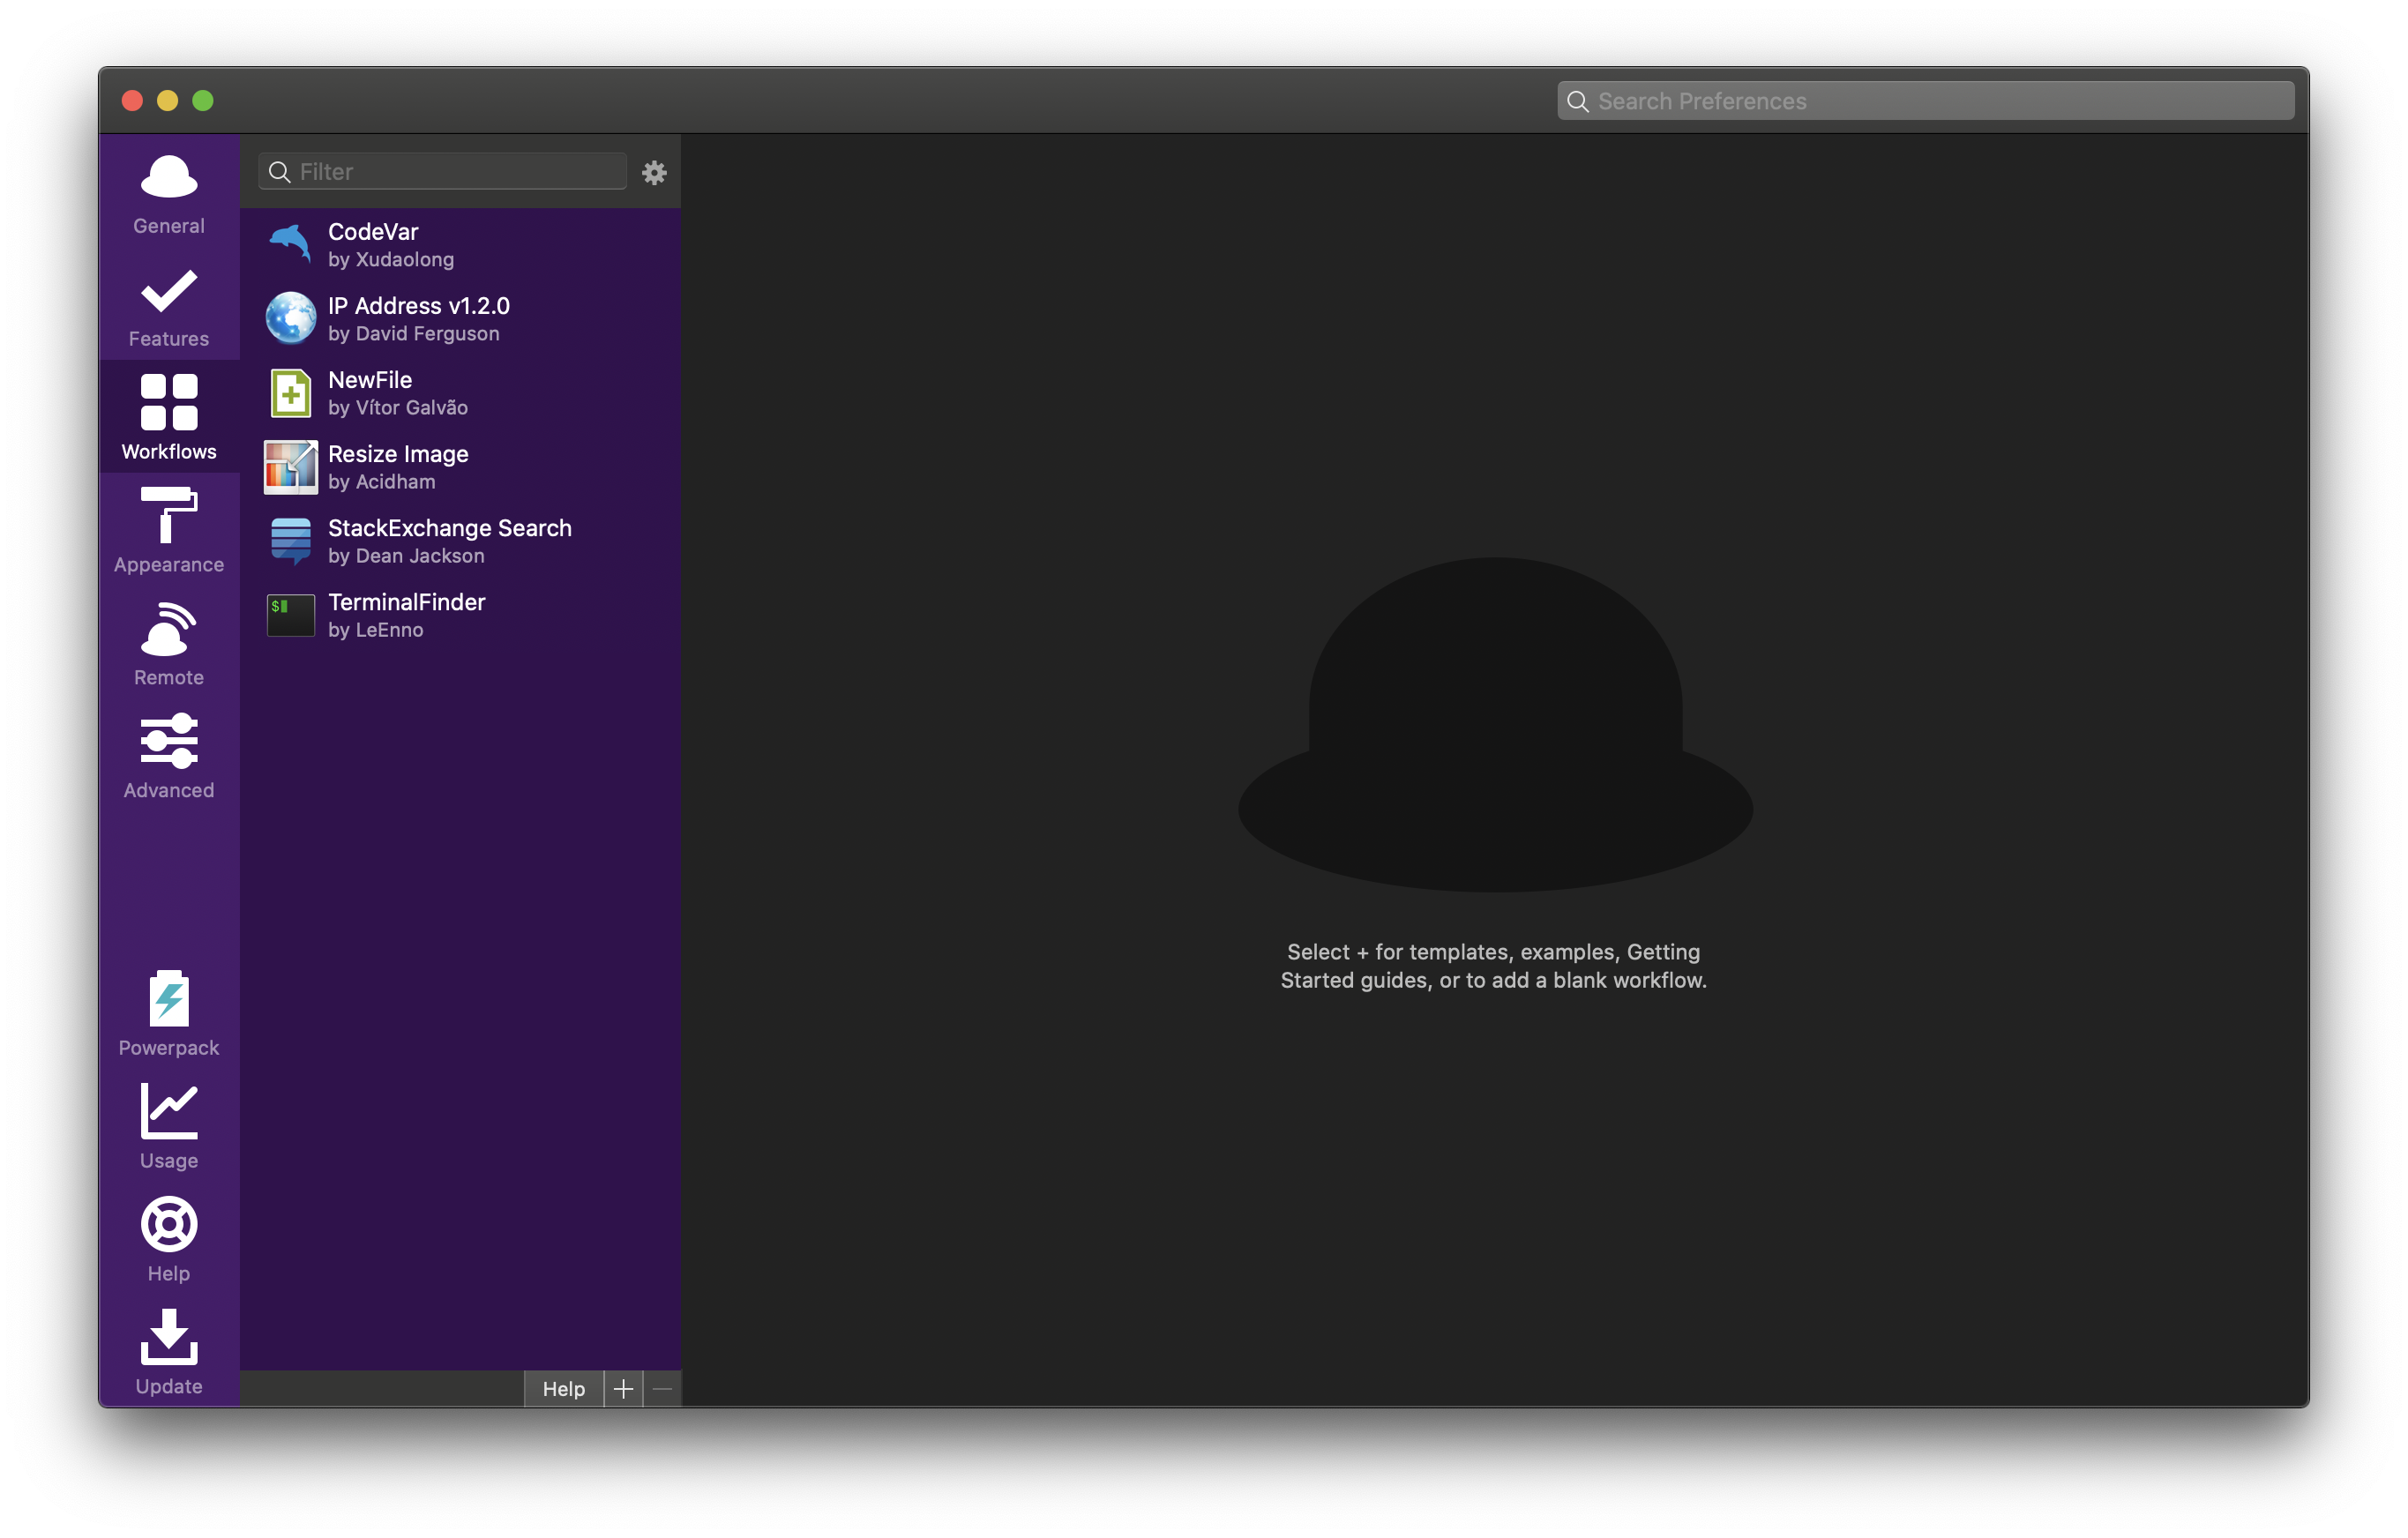 Search Preferences
General
Features
Workflows
Appearance
Remote
Advanced
Powerpack
Usage
Help
Update
Filter
CodeVar
by Xudaolong
IP Address v1.2.0
by David Ferguson
NewFile
by Vítor Galvão
Resize Image
by Acidham
StackExchange Search
by Dean Jackson
$
TerminalFinder
by LeEnno
Help
Select + for templates, examples, Getting
Started guides, or to add a blank workflow.